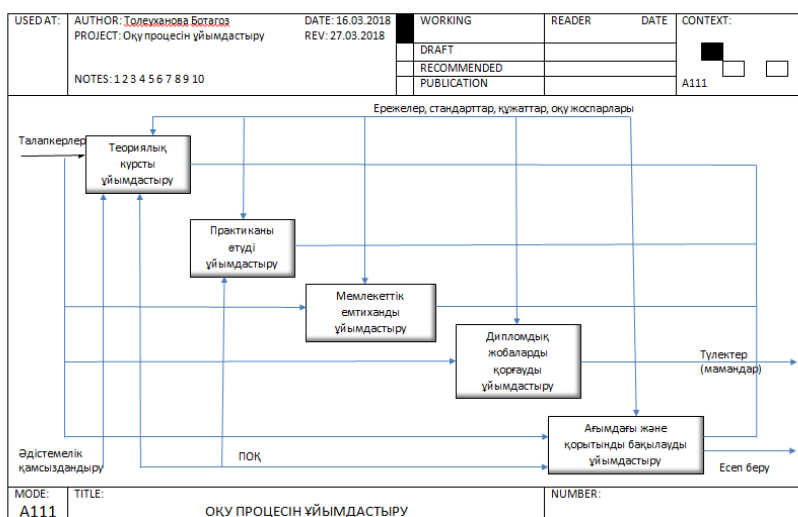 USED AT:
AUTHOR: Толеуханова Ботагоз
DATE: 16.03.2018
PROJECT: Оқу процесін ұйымдастыру
REV: 27.03.2018
NOTES: 1 2 3 4 5 6 7 8 9 10
WORKING
DRAFT
RECOMMENDED
PUBLICATION
READER
DATE
CONTEXT:
A111
Ережелер, стандарттар, құжаттар, оқу жоспарлары
Талапкерлер
Теориялық
курсты
ұйымдастыру
Практиканы
өтуді
ұйымдастыру
Мемлекеттік
емтиханды
ұйымдастыру
Дипломдық
жобаларды
қорғауды
ұйымдастыру
Түлектер
(мамандар)
Ағымдағы және
қорытынды бақылауды
ұйымдастыру
Әдістемелік
қамсыздандыру
ПОҚ
Есеп беру
MODE:
A111
TITLE:
ОҚУ ПРОЦЕСІН ҰЙЫМДАСТЫРУ
NUMBER: